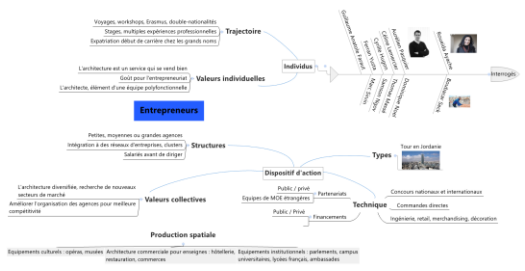 Voyages, workshops, Erasmus, double-nationalités
Stages, multiples expériences professionnelles
Expatriation début de carrière chez les grands noms
Trajectoire
L'architecture est un service qui se vend bien
Goût pour l'entrepreneuriat
L'architecte, élément d'une équipe polyfonctionnelle
Valeurs individuelles
Individus
Entrepreneurs
Interrogés
Petites, moyennes ou grandes agences
Intégration à des réseaux d'entreprises, clusters
Salariés avant de diriger
Structures
Dispositif d'action
Types
Tour en Jordanie
L'architecture diversifiée, recherche de nouveaux
secteurs de marché
Améliorer l'organisation des agences pour meilleure
compétitivité
Valeurs collectives
Public / privé
Equipes de MOE étrangères
Partenariats
Public / Privé
Financements
Technique
Concours nationaux et internationaux
Commandes directes
Ingénierie, retail, merchandising, décoration
Production spatiale
Equipements culturels : opéras, musées
Architecture commerciale pour enseignes : hôtellerie,
restauration, commerces
Equipements institutionnels : parlements, campus
universitaires, lycées français, ambassades